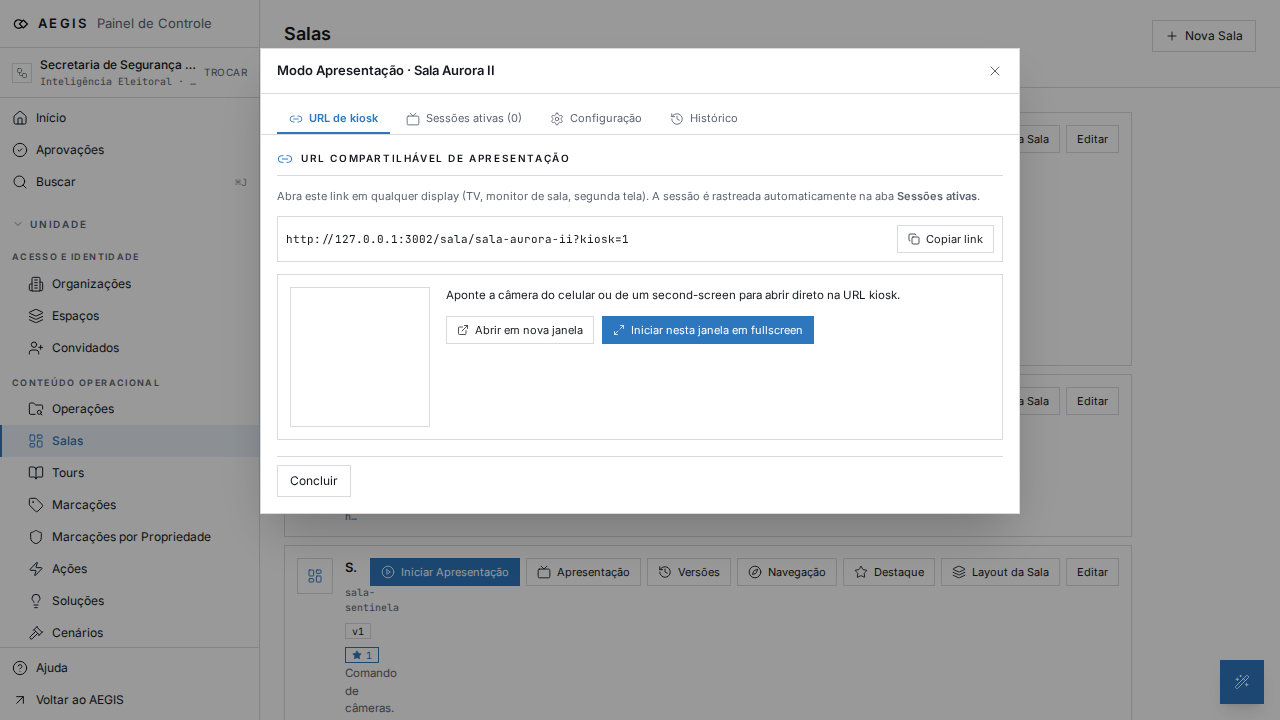 AEGIS Painel de Controle
Secretaria de Segurança ...
Inteligência Eleitoral · …
TROCAR
Início
Aprovações
Buscar
⌘J
UNIDADE
ACESSO E IDENTIDADE
Organizações
Espaços
Convidados
CONTEÚDO OPERACIONAL
Operações
Salas
Tours
Marcações
Marcações por Propriedade
Ações
Soluções
Cenários
Ajuda
Voltar ao AEGIS
Salas
Nova Sala
Modo Apresentação · Sala Aurora II
URL de kiosk
Sessões ativas (0)
Configuração
Histórico
URL COMPARTILHÁVEL DE APRESENTAÇÃO
Abra este link em qualquer display (TV, monitor de sala, segunda tela). A sessão é rastreada automaticamente na aba Sessões ativas.
http://127.0.0.1:3002/sala/sala-aurora-ii?kiosk=1
Copiar link
Aponte a câmera do celular ou de um second-screen para abrir direto na URL kiosk.
Abrir em nova janela
Iniciar nesta janela em fullscreen
Concluir
a Sala
Editar
a Sala
Editar
S.
Iniciar Apresentação
Apresentação
Versões
Navegação
Destaque
Layout da Sala
Editar
sala-
sentinela
v1
1
Comando
de
câmeras.